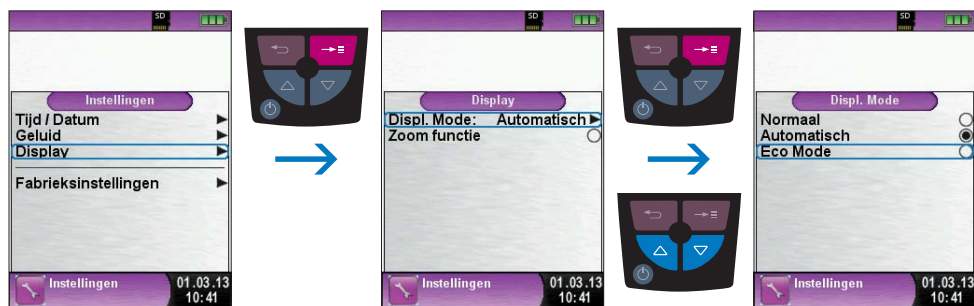 SD
Instellingen
Tijd / Datum
Geluid
Display
Fabrieksinstellingen
Instellingen
01.03.13
10:41
SD
Display
Displ. Mode: Automatisch
Zoom functie
Instellingen
01.03.13
10:41
SD
Displ. Mode
Normaal
Automatisch
Eco Mode
Instellingen
01.03.13
10:41